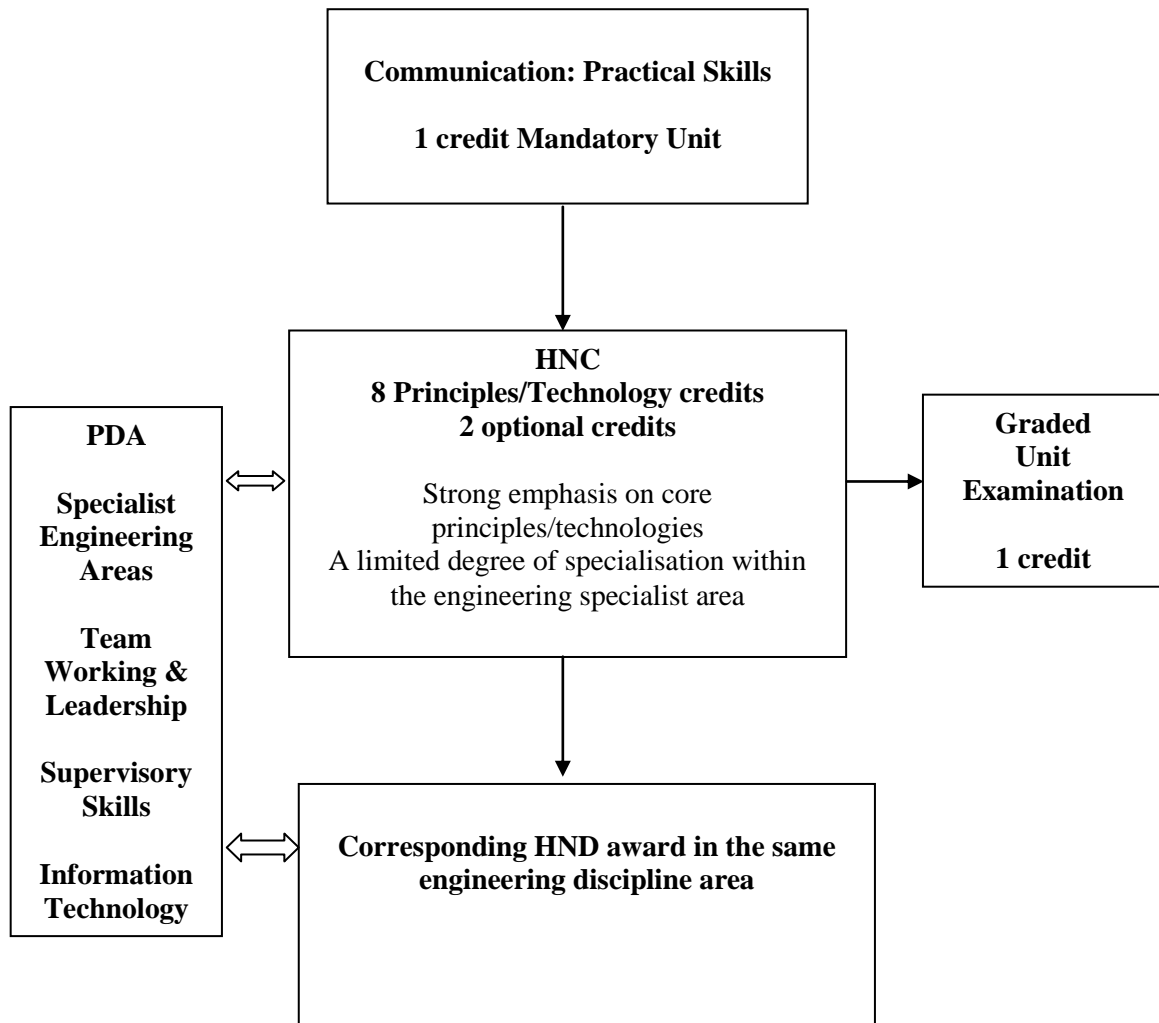 Communication: Practical Skills
1 credit Mandatory Unit
HNC
8 Principles/Technology credits
2 optional credits
Strong emphasis on core
principles/technologies
A limited degree of specialisation within
the engineering specialist area
PDA
Specialist
Engineering
Areas
Team
Working &
Leadership
Supervisory
Skills
Information
Technology
Graded
Unit
Examination
1 credit
Corresponding HND award in the same
engineering discipline area